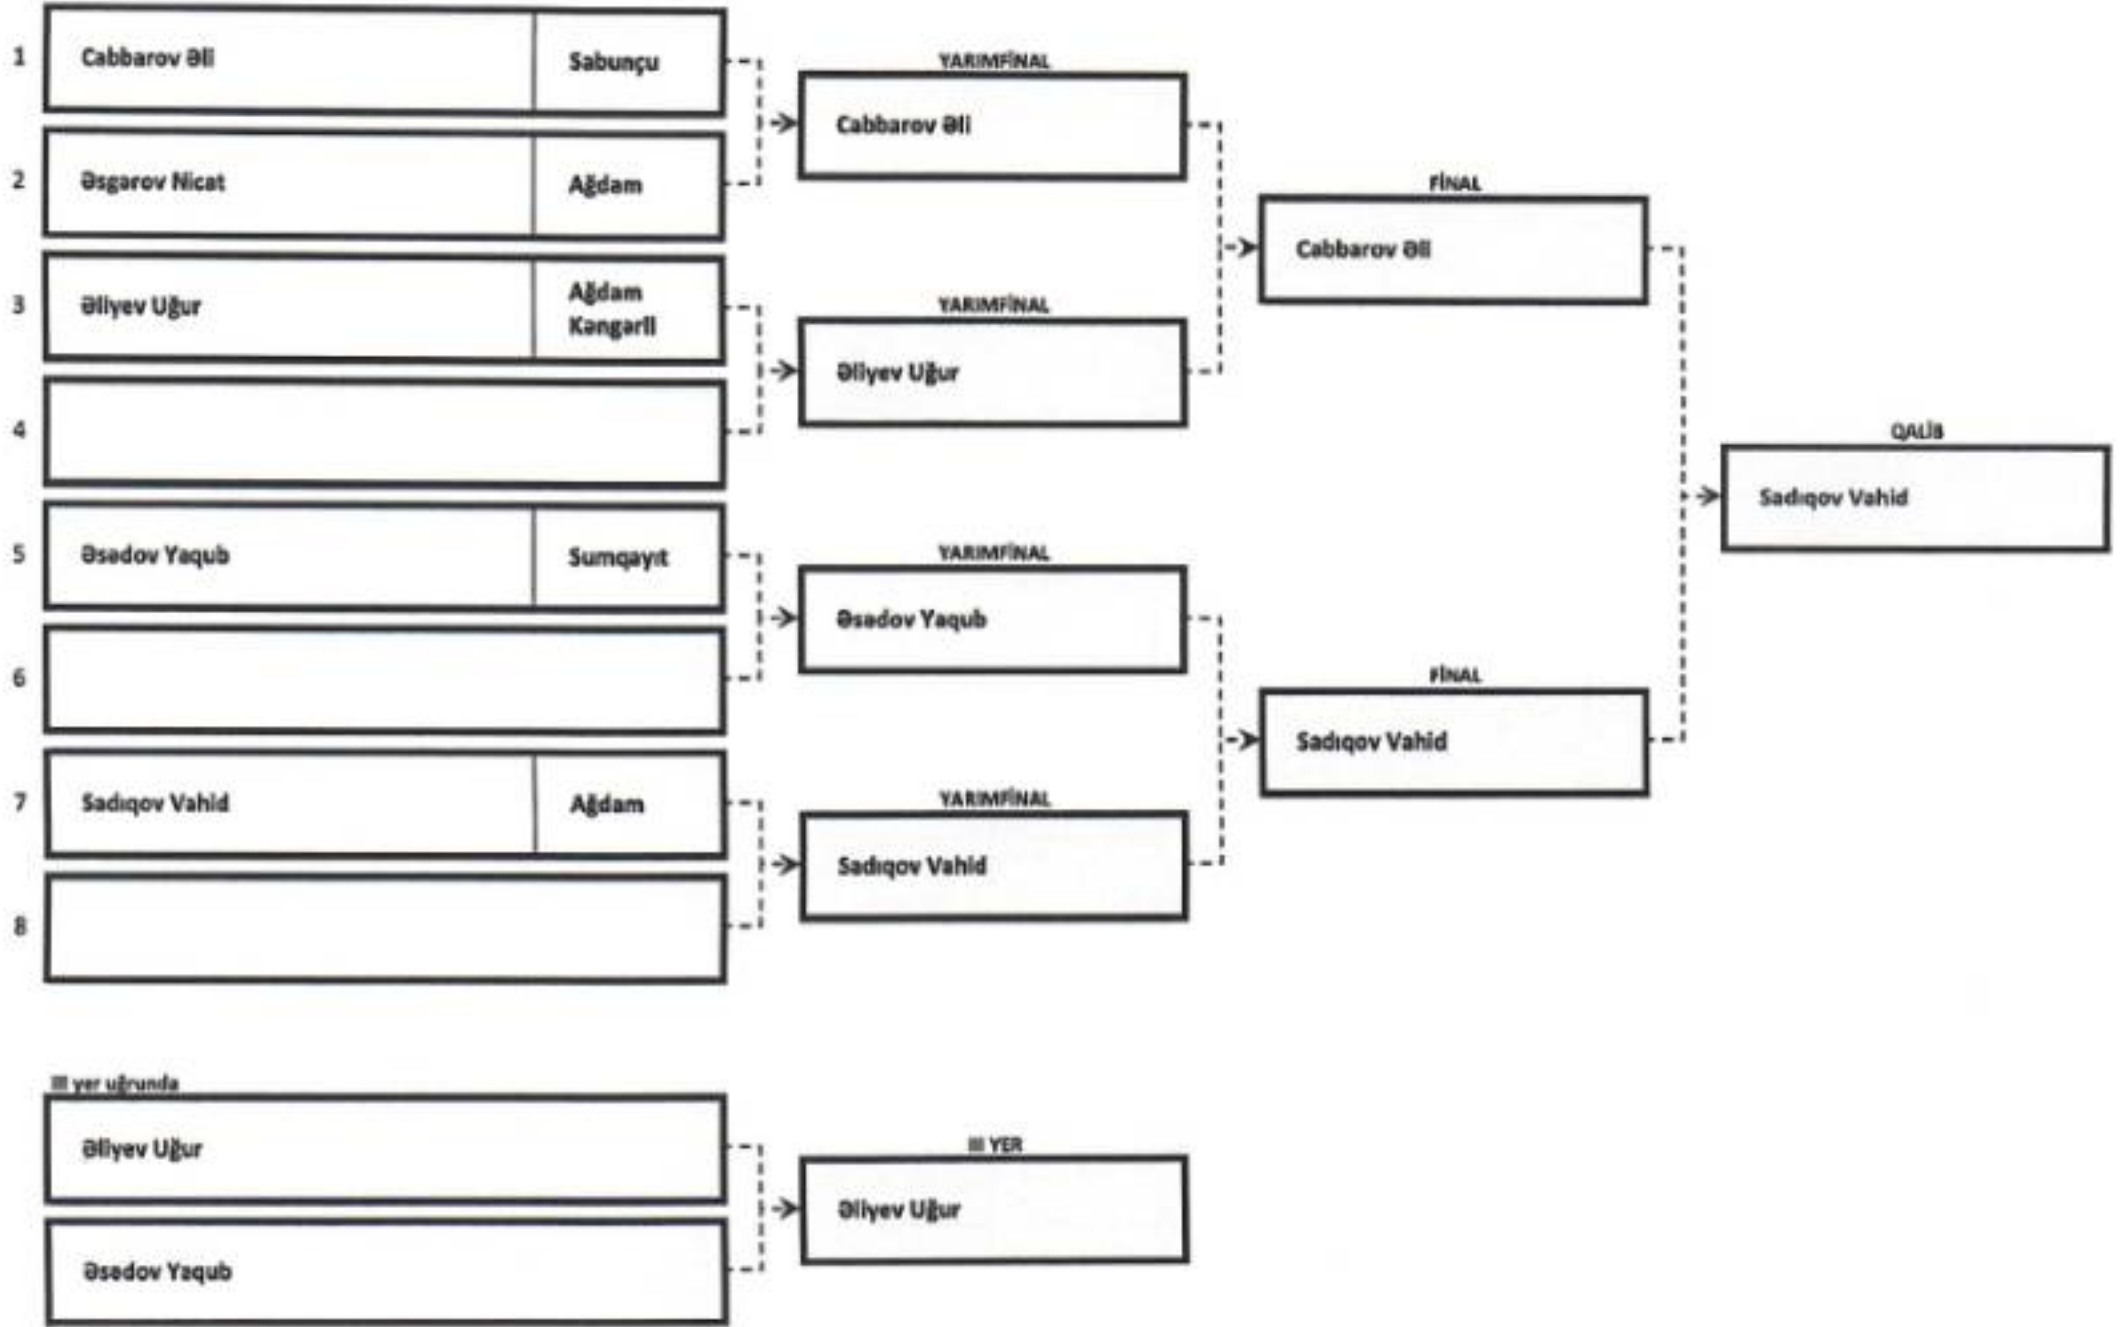 1 Cabbarov Əli Sabunçu
2 Əsgərov Nicat Ağdam
3 Əliyev Uğur Ağdam
Kəngərli
4
5 Əsədov Yaqub Sumqayıt
6
7 Sadıqov Vahid Ağdam
8
YARIMFİNAL
Cabbarov Əli
YARIMFİNAL
Əliyev Uğur
YARIMFİNAL
Əsədov Yaqub
YARIMFİNAL
Sadıqov Vahid
FİNAL
Cabbarov Əli
FİNAL
Sadıqov Vahid
QALİB
Sadıqov Vahid
III yer uğrunda
Əliyev Uğur
Əsədov Yaqub
III YER
Əliyev Uğur